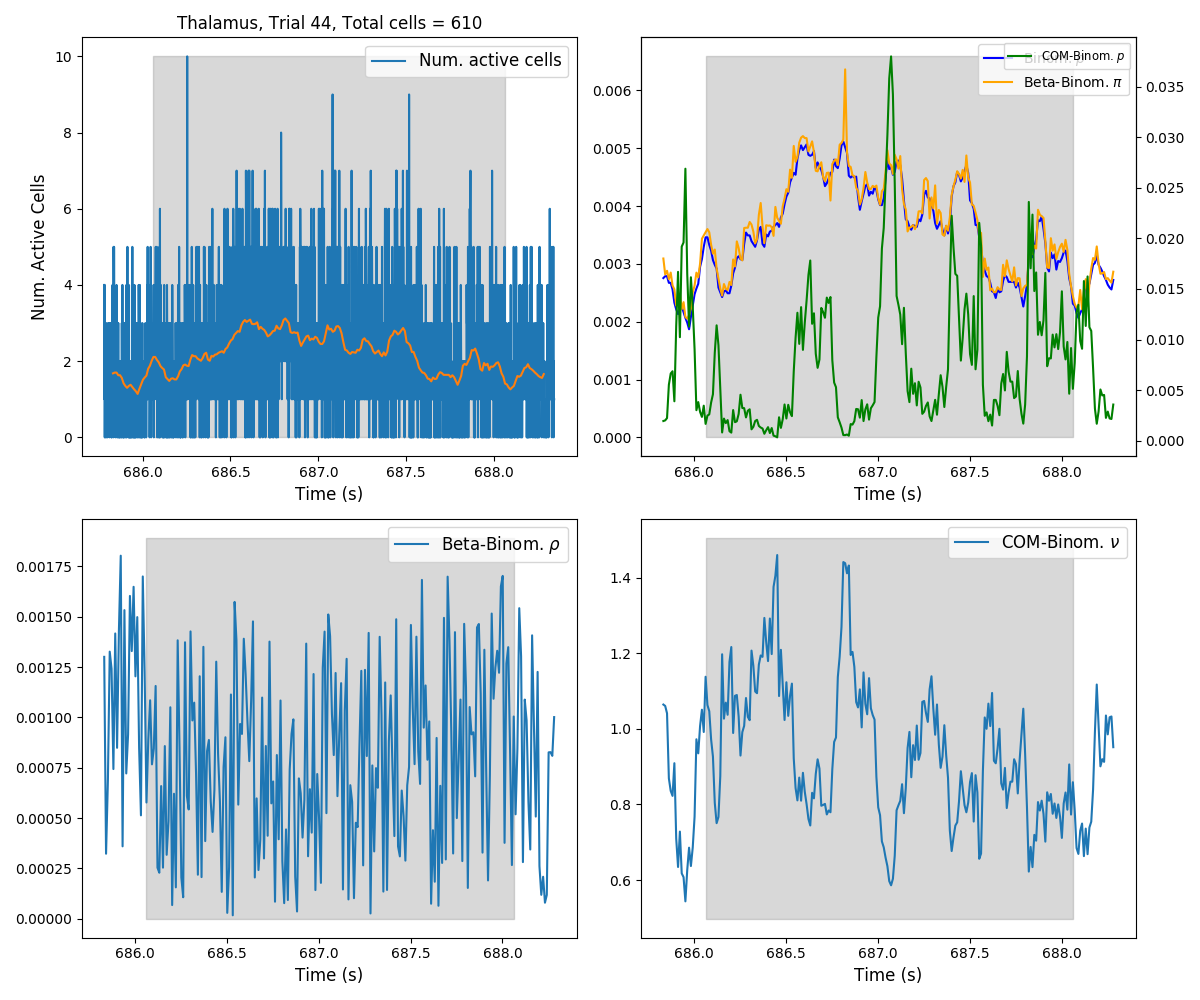 Thalamus, Trial 44, Total cells = 610
Num. active cells
Num. Active Cells
10
8
6
4
2
0
686.0 686.5 687.0 687.5 688.0
Time (s)
COM-Binom. p
Beta-Binom. π
0.006
0.005
0.004
0.003
0.002
0.001
0.000
0.035
0.030
0.025
0.020
0.015
0.010
0.005
0.000
686.0 686.5 687.0 687.5 688.0
Time (s)
Beta-Binom. ρ
0.00175
0.00150
0.00125
0.00100
0.00075
0.00050
0.00025
0.00000
686.0 686.5 687.0 687.5 688.0
Time (s)
COM-Binom. ν
1.4
1.2
1.0
0.8
0.6
686.0 686.5 687.0 687.5 688.0
Time (s)